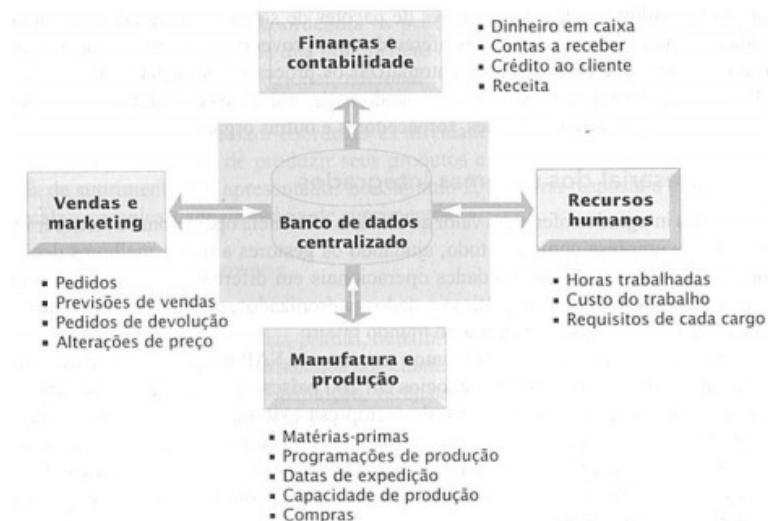 Finanças e
contabilidade
▪ Dinheiro em caixa
▪ Contas a receber
▪ Crédito ao cliente
▪ Receita
Vendas e
marketing
▪ Pedidos
▪ Previsões de vendas
▪ Pedidos de devolução
▪ Alterações de preço
Banco de dados
centralizado
Recursos
humanos
▪ Horas trabalhadas
▪ Custo do trabalho
▪ Requisitos de cada cargo
Manufatura e
produção
▪ Matérias-primas
▪ Programações de produção
▪ Datas de expedição
▪ Capacidade de produção
▪ Compras